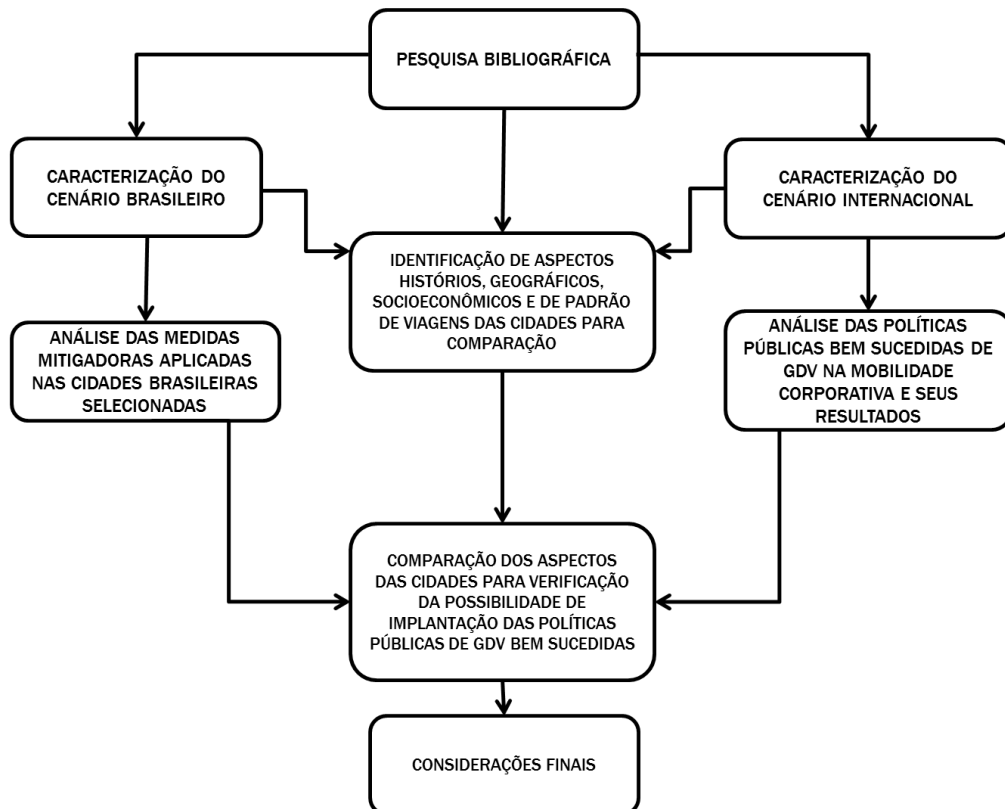 PESQUISA BIBLIOGRÁFICA
CARACTERIZAÇÃO DO
CENÁRIO BRASILEIRO
CARACTERIZAÇÃO DO
CENÁRIO INTERNACIONAL
IDENTIFICAÇÃO DE ASPECTOS
HISTÓRIOS, GEOGRÁFICOS,
SOCIOECONÔMICOS E DE PADRÃO
DE VIAGENS DAS CIDADES PARA
COMPARAÇÃO
ANÁLISE DAS MEDIDAS
MITIGADORAS APLICADAS
NAS CIDADES BRASILEIRAS
SELECIONADAS
ANÁLISE DAS POLÍTICAS
PÚBLICAS BEM SUCEDIDAS DE
GDV NA MOBILIDADE
CORPORATIVA E SEUS
RESULTADOS
COMPARAÇÃO DOS ASPECTOS
DAS CIDADES PARA VERIFICAÇÃO
DA POSSIBILIDADE DE
IMPLANTAÇÃO DAS POLÍTICAS
PÚBLICAS DE GDV BEM SUCEDIDAS
CONSIDERAÇÕES FINAIS